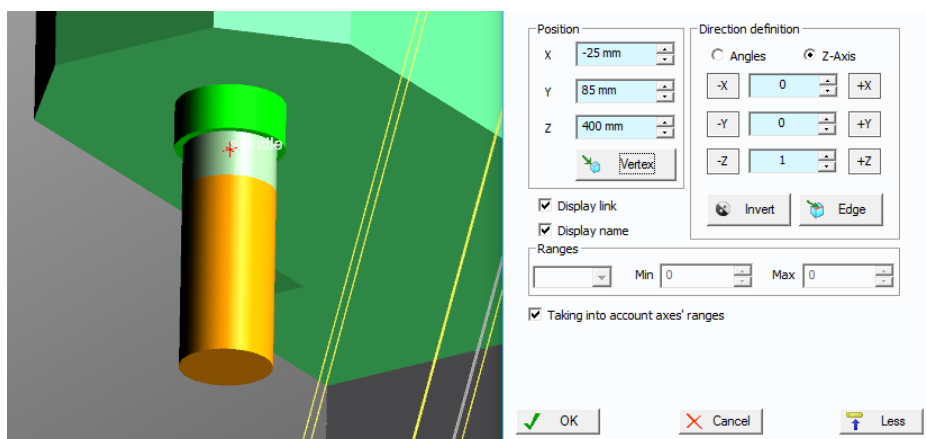 Position
X -25 mm
Y 85 mm
Z 400 mm
Vertex
Display link
Display name
Direction definition
Angles Z-Axis
-X 0 +X
-Y 0 +Y
-Z 1 +Z
Invert Edge
Ranges
Min 0 Max 0
Taking into account axes' ranges
OK Cancel Less